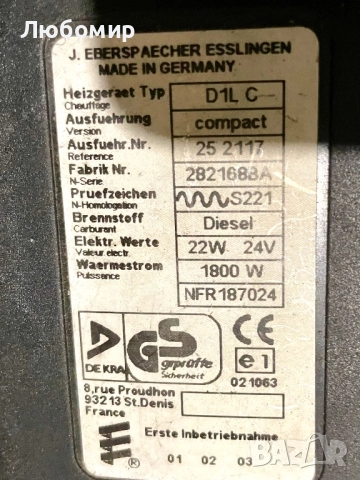 Любомир
J. EBERSPAECHER ESSLINGEN
MADE IN GERMANY
Heizgeraet Typ D1L C
Chauffage
Ausfuehrung compact
Version
Ausfuehr.Nr. 25 2117
Reference
Fabrik Nr. 2821683A
N-Serie
Pruefzeichen S221
N-Homologation
Brennstoff Diesel
Carburant
Elektr. Werte 22W 24V
Valeur electr.
Waermestrom 1800 W
Puissance
NFR187024
DEKRA
GS
geprüfte
Sicherheit
CE
e1
021063
8,rue Proudhon
93213 St.Denis
France
Erste Inbetriebnahme
® 01 02 03
BAZAR